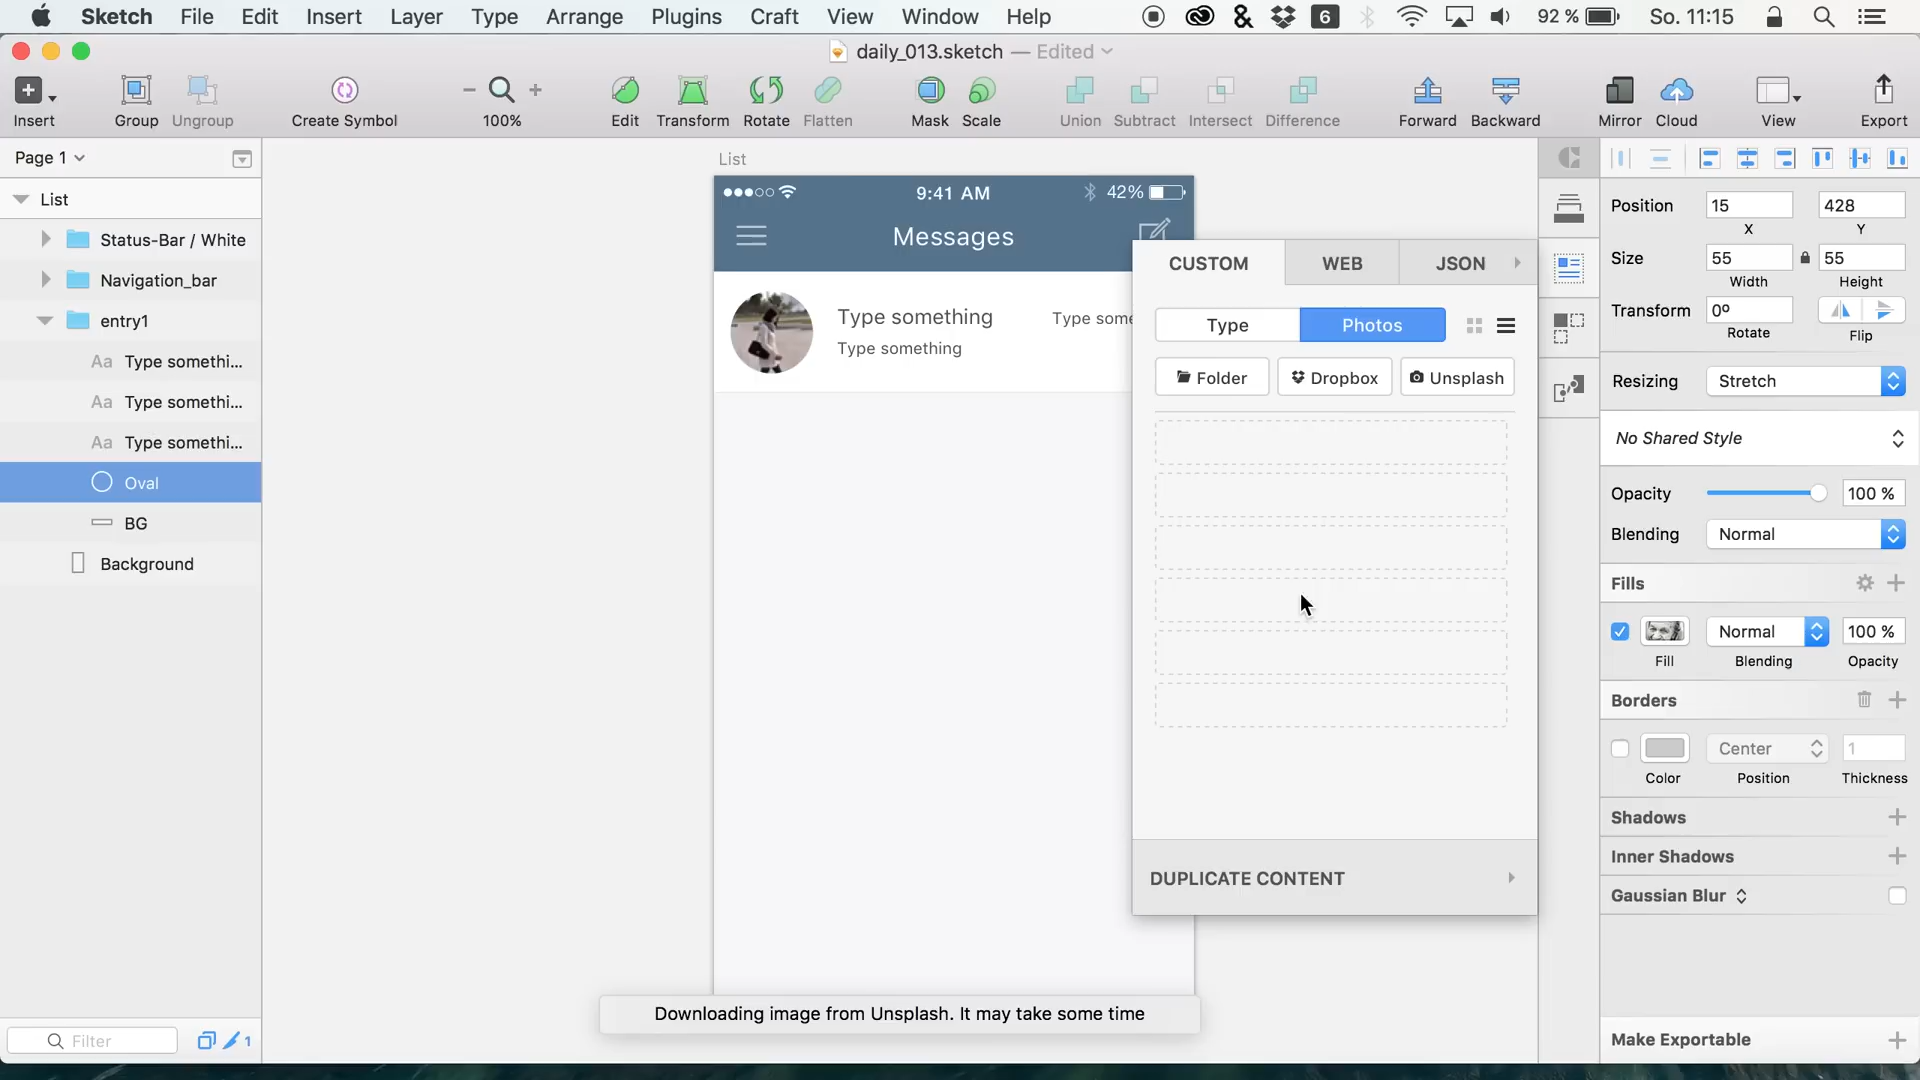 Sketch File Edit Insert Layer Type Arrange Plugins Craft View Window Help 6 92 % So. 11:15
daily_013.sketch — Edited
Insert Group Ungroup Create Symbol 100% Edit Transform Rotate Flatten Mask Scale Union Subtract Intersect Difference Forward Backward Mirror Cloud View Export
Page 1
List
Status-Bar / White
Navigation_bar
entry1
Aa Type somethi...
Aa Type somethi...
Aa Type somethi...
Oval
BG
Background
Filter 1
List
9:41 AM 42%
Messages
Type something
Type some
Type something
CUSTOM WEB JSON
Type Photos
Folder Dropbox Unsplash
DUPLICATE CONTENT
Downloading image from Unsplash. It may take some time
Position 15 428
X Y
Size 55 55
Width Height
Transform 0º
Rotate Flip
Resizing Stretch
No Shared Style
Opacity 100 %
Blending Normal
Fills
Normal 100 %
Fill Blending Opacity
Borders
Center 1
Color Position Thickness
Shadows
Inner Shadows
Gaussian Blur
Make Exportable